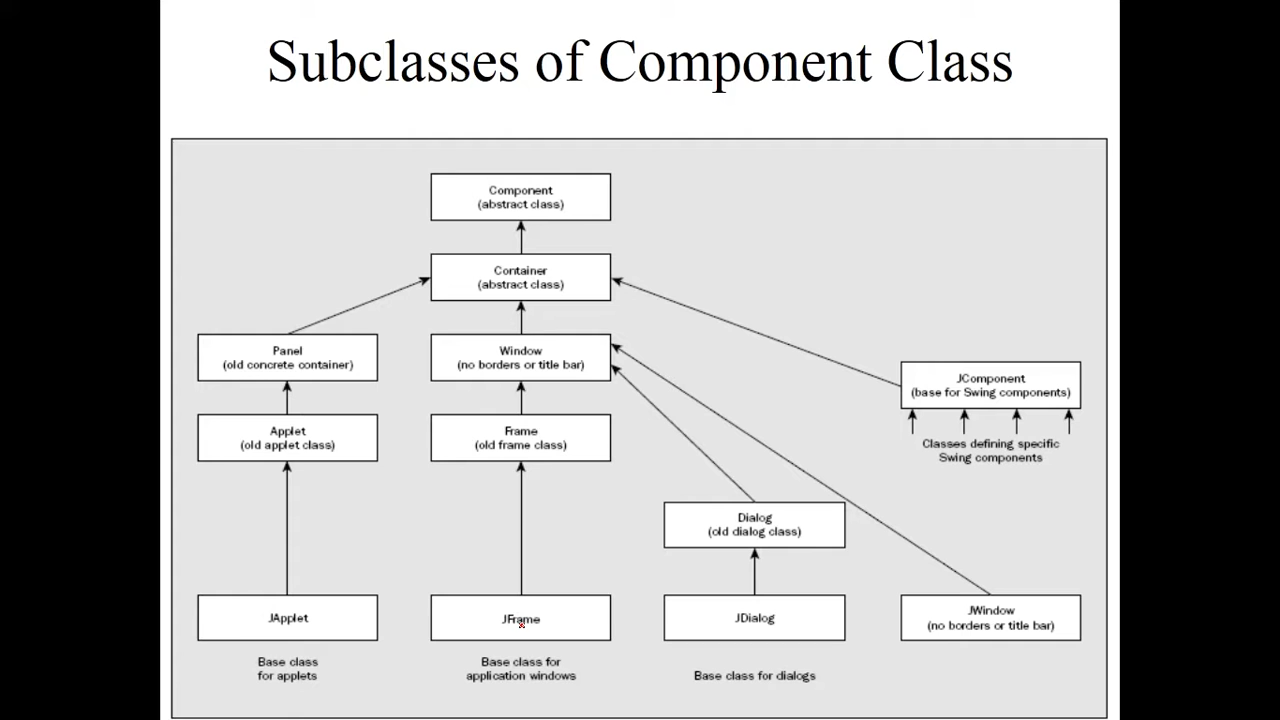 Subclasses of Component Class
Component
(abstract class)
Container
(abstract class)
Panel
(old concrete container)
Window
(no borders or title bar)
JComponent
(base for Swing components)
Applet
(old applet class)
Frame
(old frame class)
Classes defining specific
Swing components
Dialog
(old dialog class)
JApplet
JFrame
JDialog
JWindow
(no borders or title bar)
Base class
for applets
Base class for
application windows
Base class for dialogs